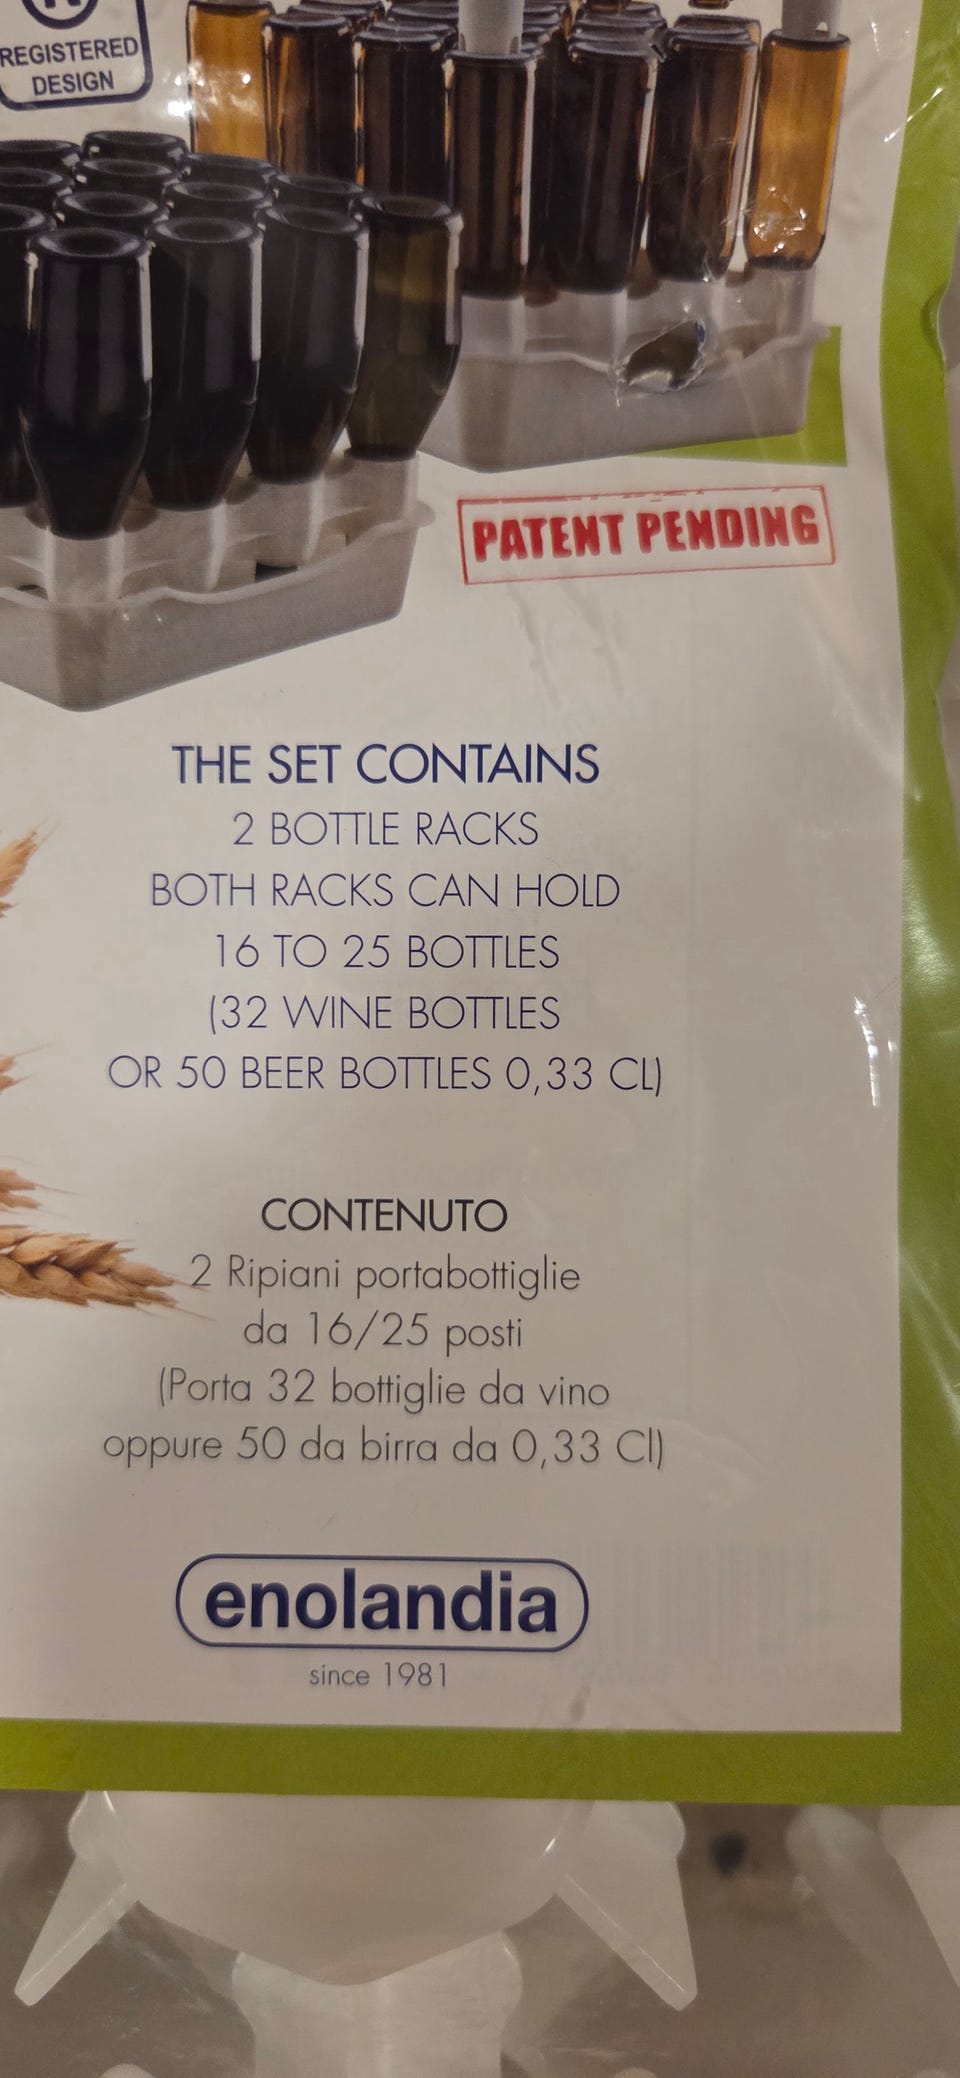 R
REGISTERED
DESIGN
PATENT PENDING
THE SET CONTAINS
2 BOTTLE RACKS
BOTH RACKS CAN HOLD
16 TO 25 BOTTLES
(32 WINE BOTTLES
OR 50 BEER BOTTLES 0,33 CL)
CONTENUTO
2 Ripiani portabottiglie
da 16/25 posti
(Porta 32 bottiglie da vino
oppure 50 da birra da 0,33 Cl)
enolandia
since 1981